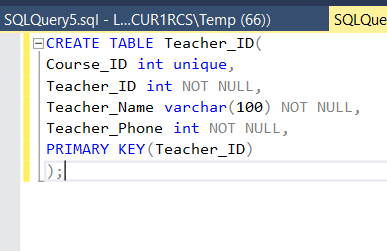 SQLQuery5.sql - L...CUR1RCS\Temp (66))
SQLQue
CREATE TABLE Teacher_ID(
Course_ID int unique,
Teacher_ID int NOT NULL,
Teacher_Name varchar(100) NOT NULL,
Teacher_Phone int NOT NULL,
PRIMARY KEY(Teacher_ID)
);